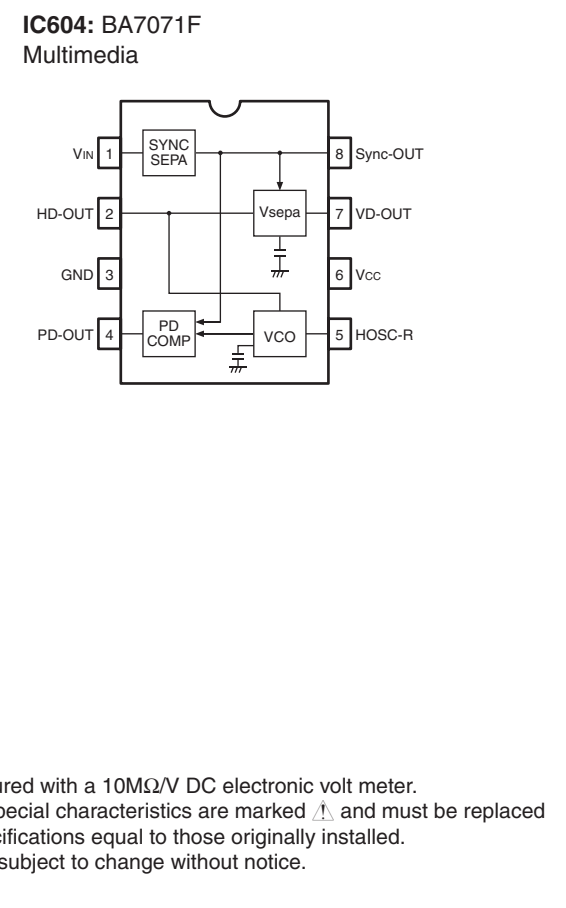 IC604: BA7071F
Multimedia
VIN 1
SYNC
SEPA
8 Sync-OUT
HD-OUT 2
Vsepa
7 VD-OUT
GND 3
6 VCC
PD-OUT 4
PD
COMP
VCO
5 HOSC-R
ured with a 10MΩ/V DC electronic volt meter.
pecial characteristics are marked ⚠ and must be replaced
cifications equal to those originally installed.
subject to change without notice.